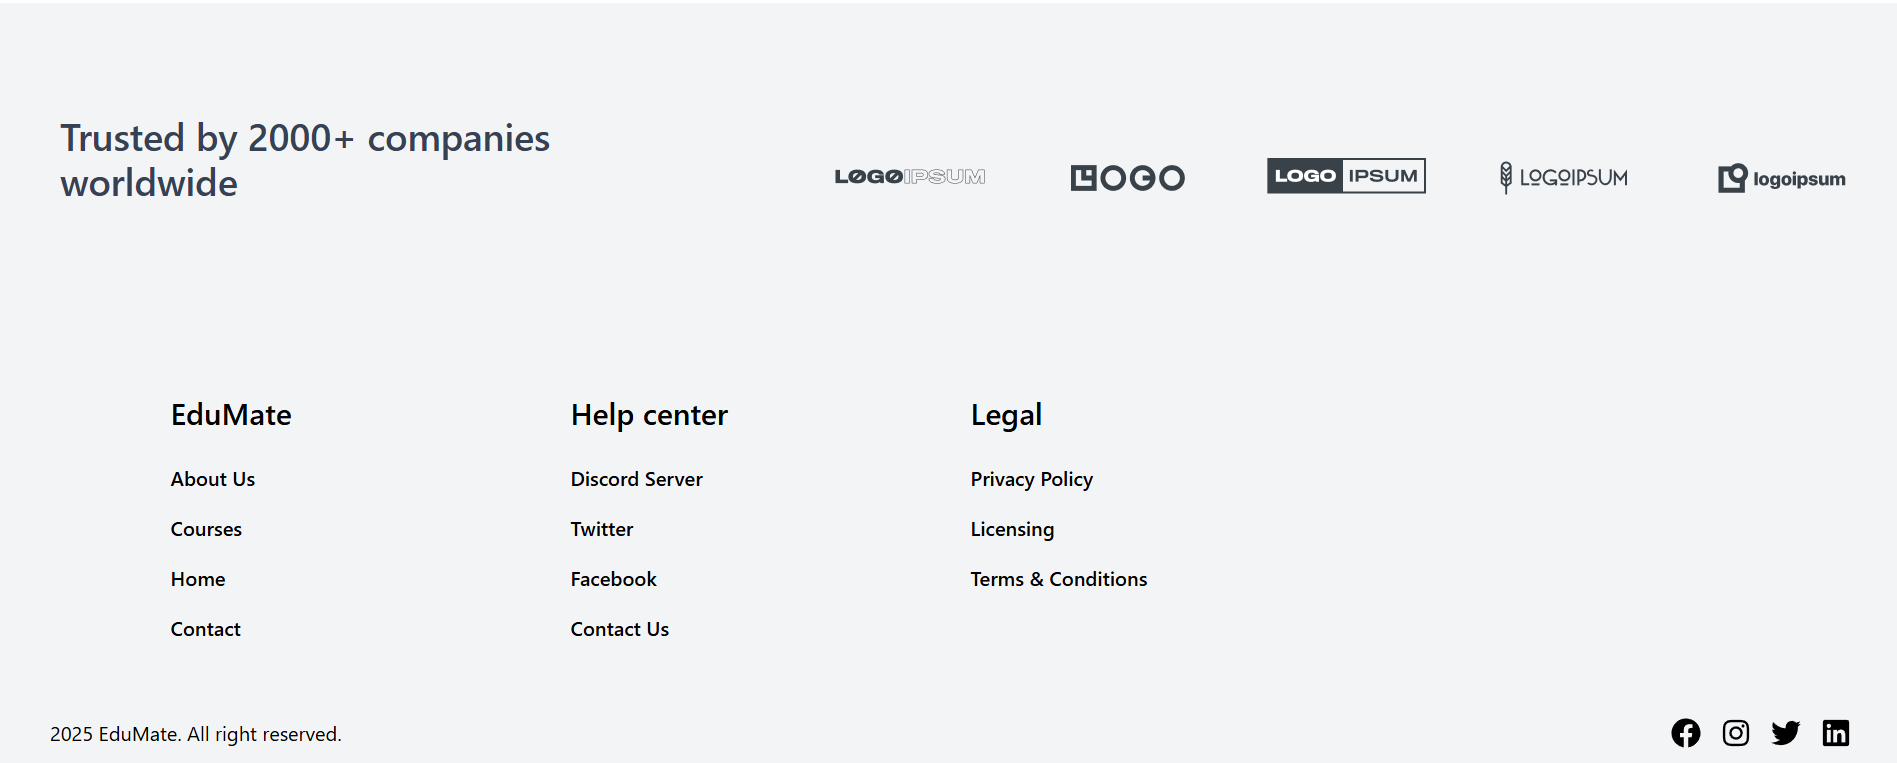 Trusted by 2000+ companies
worldwide
LOGOIPSUM
LOGO
LOGO IPSUM
LOGOIPSUM
logoipsum
EduMate
About Us
Courses
Home
Contact
Help center
Discord Server
Twitter
Facebook
Contact Us
Legal
Privacy Policy
Licensing
Terms & Conditions
2025 EduMate. All right reserved.